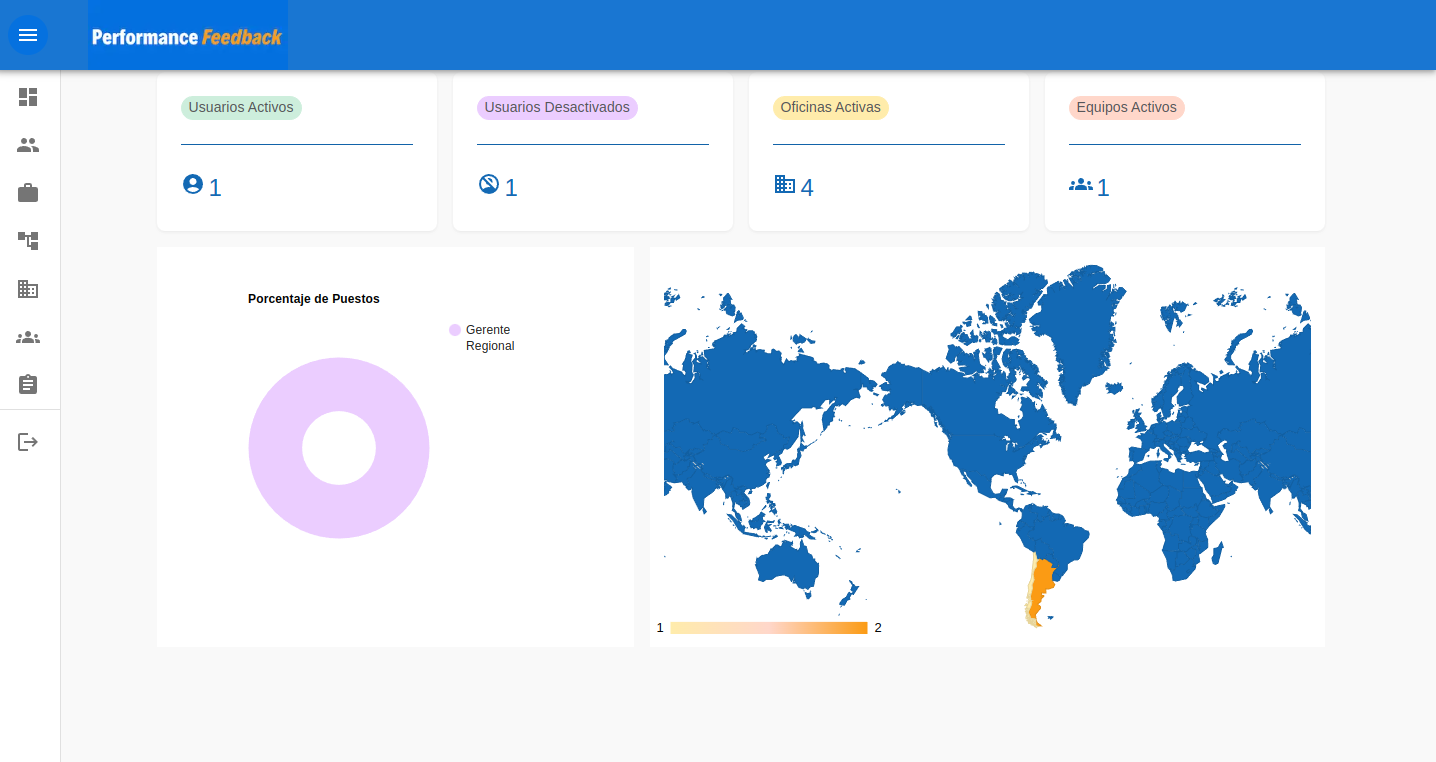 Performance Feedback
Usuarios Activos
1
Usuarios Desactivados
1
Oficinas Activas
4
Equipos Activos
1
Porcentaje de Puestos
Gerente
Regional
1
2